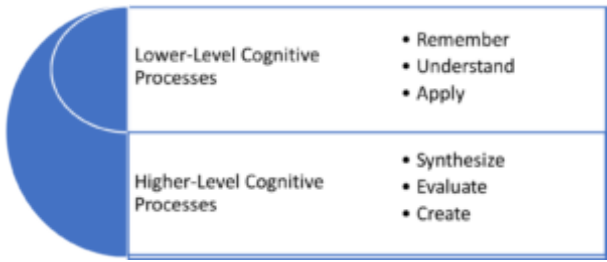 Lower-Level Cognitive
Processes
• Remember
• Understand
• Apply
Higher-Level Cognitive
Processes
• Synthesize
• Evaluate
• Create